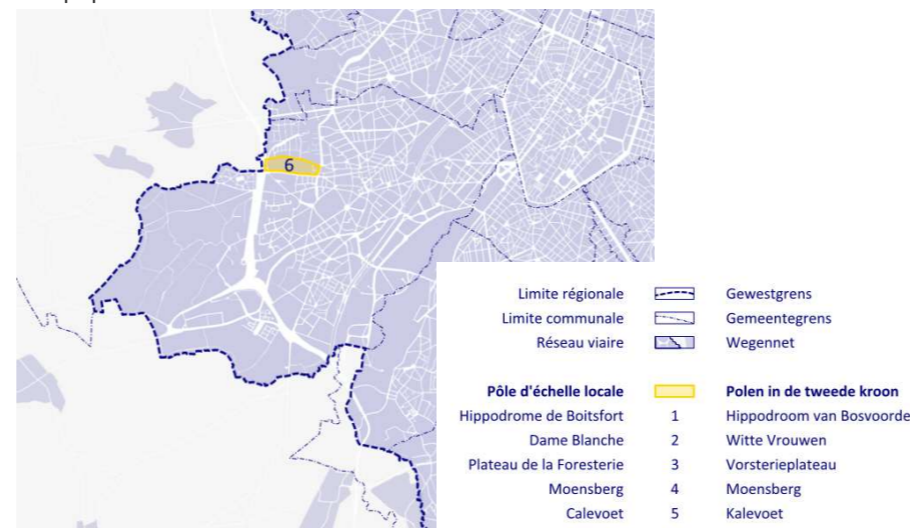 6
Limite régionale Gewestgrens
Limite communale Gemeentegrens
Réseau viaire Wegennet
Pôle d'échelle locale Polen in de tweede kroon
Hippodrome de Boitsfort 1 Hippodroom van Bosvoorde
Dame Blanche 2 Witte Vrouwen
Plateau de la Foresterie 3 Vorsterieplateau
Moensberg 4 Moensberg
Calevoet 5 Kalevoet